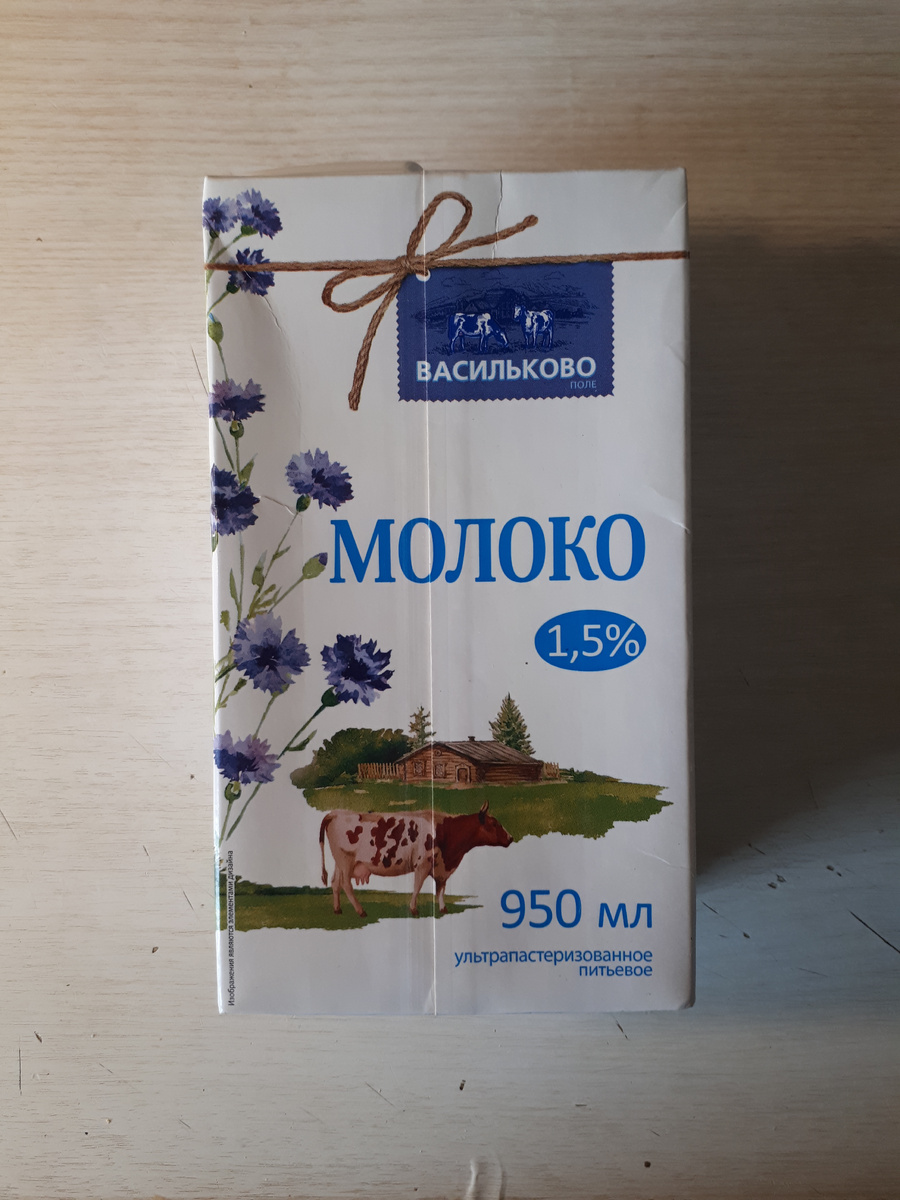 ВАСИЛЬКОВО
ПОЛЕ
МОЛОКО
1,5%
950 мл
ультрапастеризованное
питьевое
Изображения являются элементами дизайна